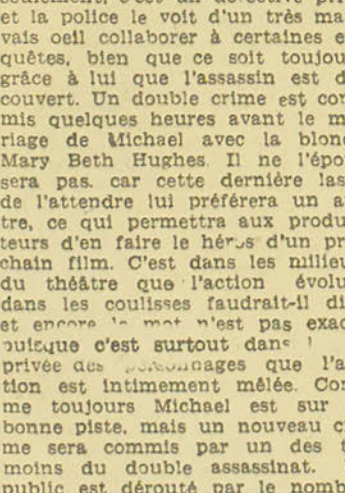 et la police le voit d'un très ma
vais oeil collaborer à certaines e
quêtes, bien que ce soit toujou
grâce à lui que l'assassin est d
couvert. Un double crime est con
mis quelques heures avant le m
riage de Michael avec la blon
Mary Beth Hughes. Il ne l'épo
sera pas. car cette dernière las
de l'attendre lui préférera un a
tre, ce qui permettra aux produ
teurs d'en faire le héros d'un pr
chain film. C'est dans les milieu
du théâtre que l'action évolu
dans les coulisses faudrait-il di
et encore le mot n'est pas exac
puisque c'est surtout dans
privée des personnages que l'a
tion est intimement mêlée. Co
me toujours Michael est sur
bonne piste, mais un nouveau c
me sera commis par un des t
moins du double assassinat.
public est dérouté par le nomb